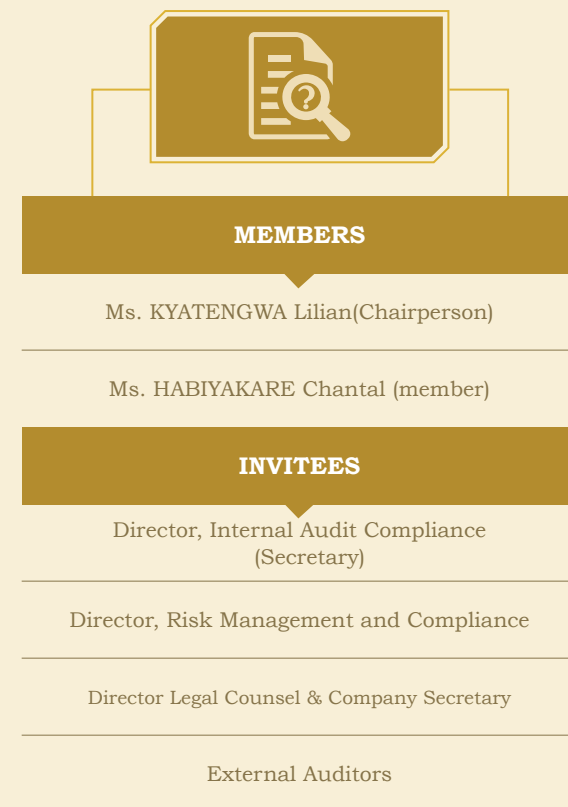 ?
MEMBERS
Ms. KYATENGWA Lilian(Chairperson)
Ms. HABIYAKARE Chantal (member)
INVITEES
Director, Internal Audit Compliance
(Secretary)
Director, Risk Management and Compliance
Director Legal Counsel & Company Secretary
External Auditors